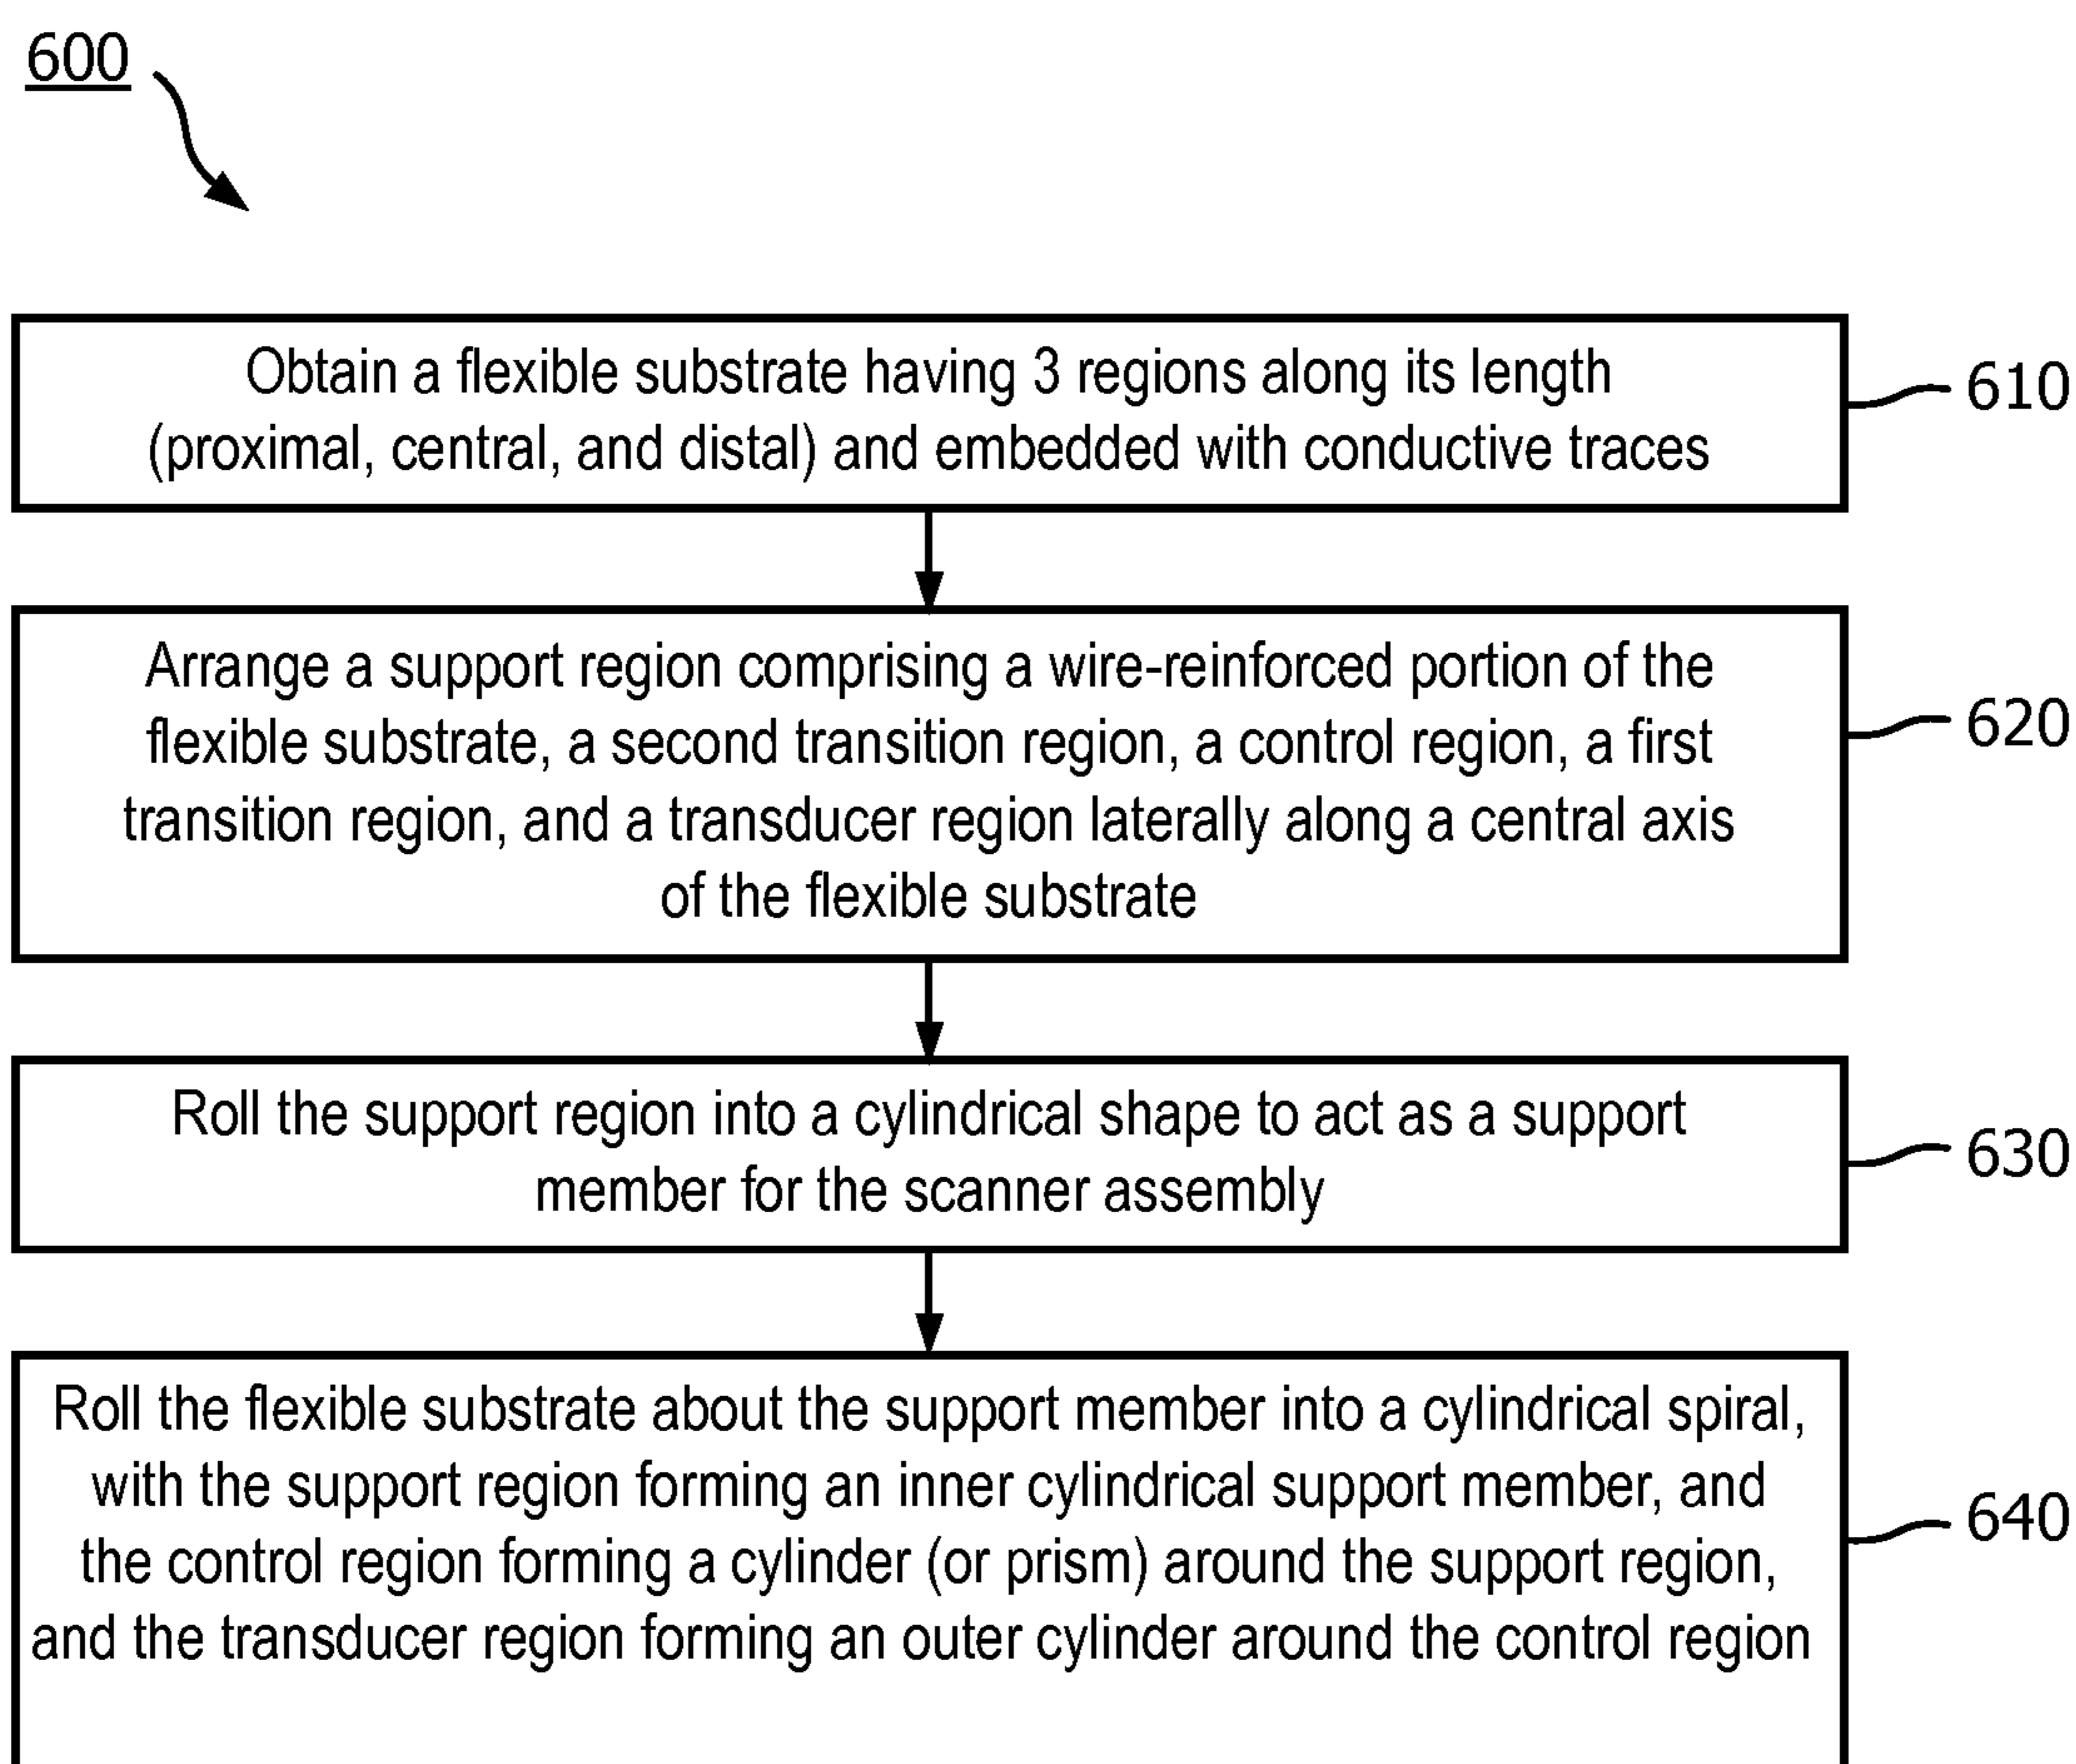 600
Obtain a flexible substrate having 3 regions along its length
(proximal, central, and distal) and embedded with conductive traces
610
Arrange a support region comprising a wire-reinforced portion of the
flexible substrate, a second transition region, a control region, a first
transition region, and a transducer region laterally along a central axis
of the flexible substrate
620
Roll the support region into a cylindrical shape to act as a support
member for the scanner assembly
630
Roll the flexible substrate about the support member into a cylindrical spiral,
with the support region forming an inner cylindrical support member, and
the control region forming a cylinder (or prism) around the support region,
and the transducer region forming an outer cylinder around the control region
640